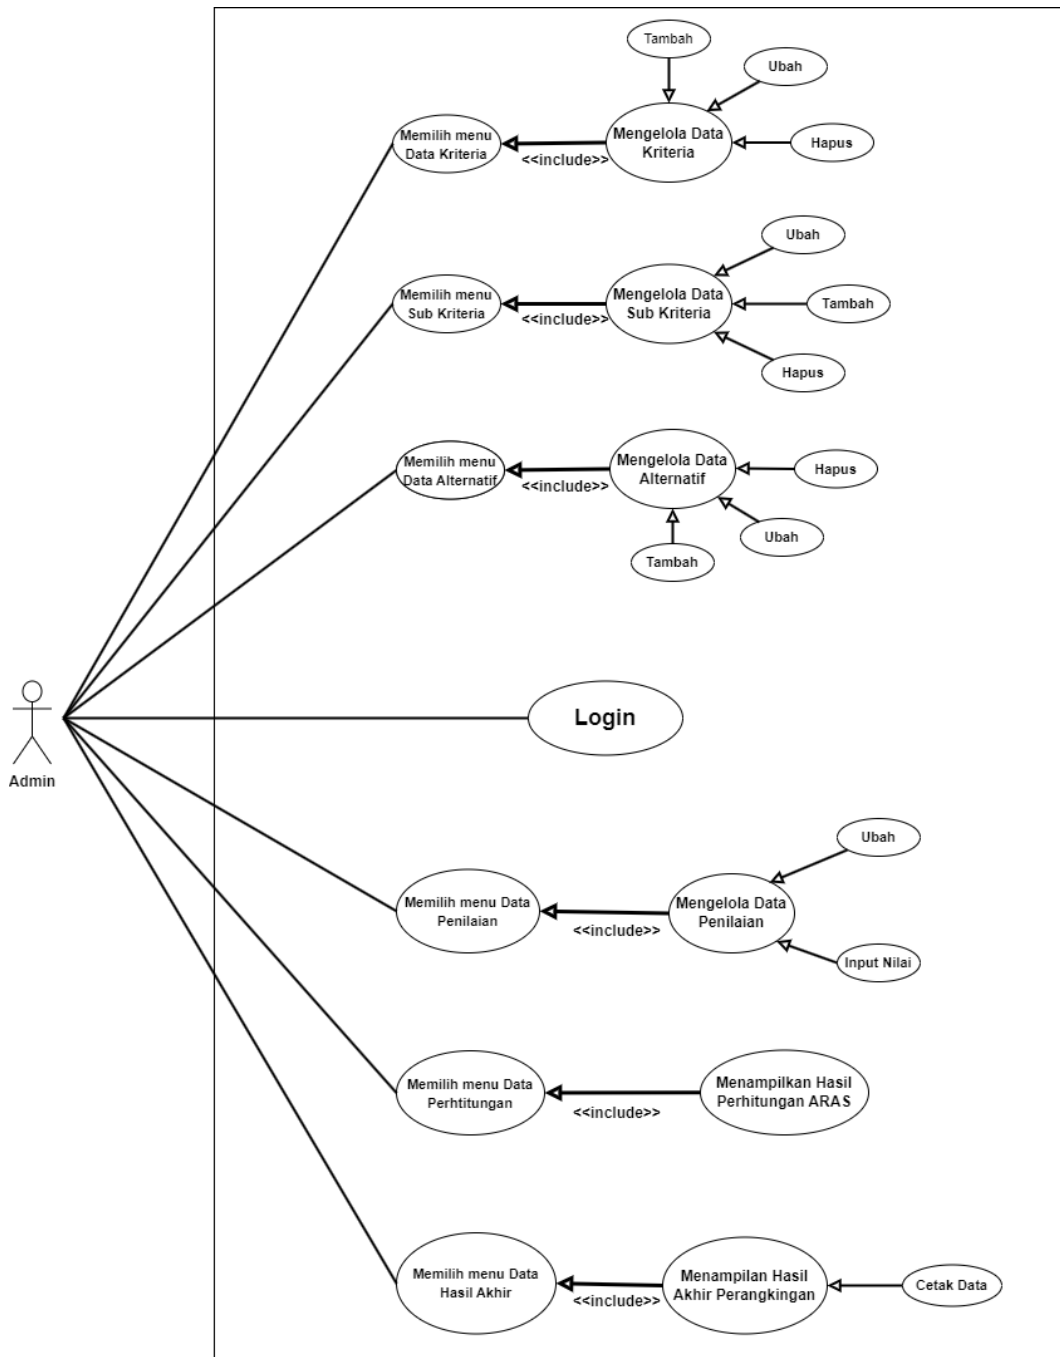 Tambah
Ubah
Memilih menu
Data Kriteria
<<include>>
Mengelola Data
Kriteria
Hapus
Ubah
Memilih menu
Sub Kriteria
<<include>>
Mengelola Data
Sub Kriteria
Tambah
Hapus
Memilih menu
Data Alternatif
<<include>>
Mengelola Data
Alternatif
Hapus
Ubah
Tambah
Login
Admin
Ubah
Memilih menu Data
Penilaian
<<include>>
Mengelola Data
Penilaian
Input Nilai
Memilih menu Data
Perhtitungan
<<include>>
Menampilkan Hasil
Perhitungan ARAS
Memilih menu Data
Hasil Akhir
<<include>>
Menampilan Hasil
Akhir Perangkingan
Cetak Data